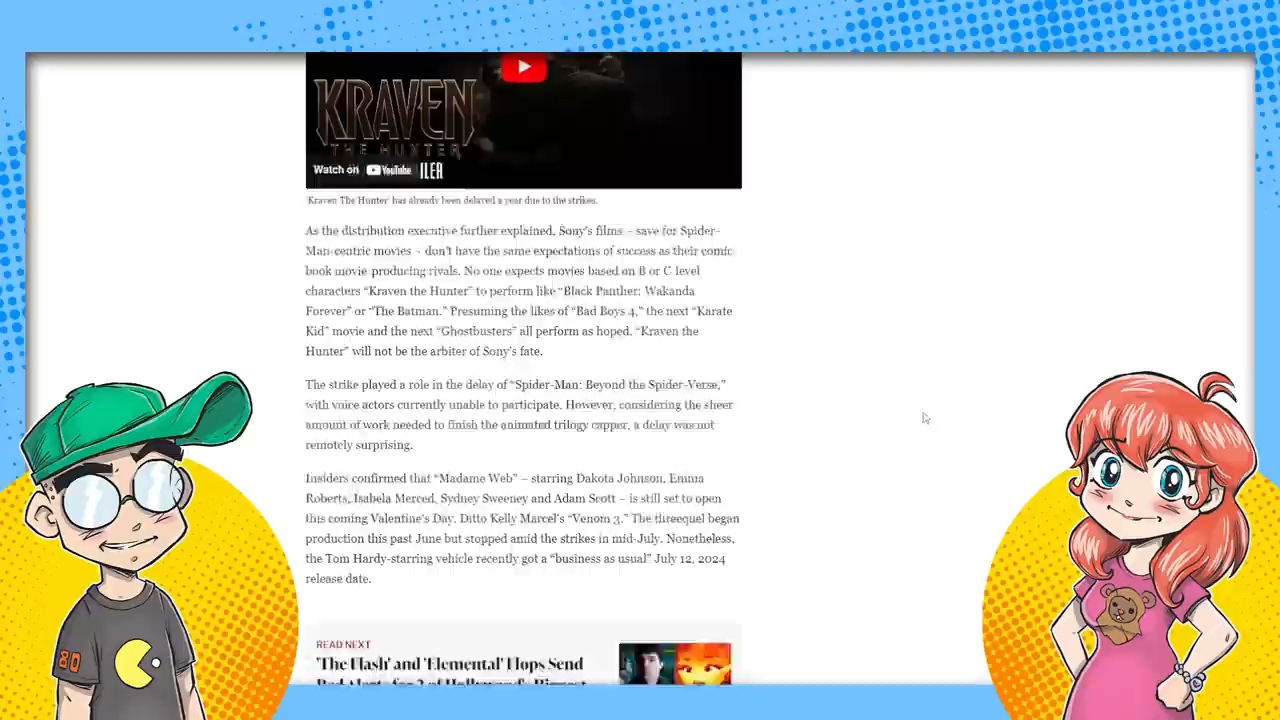 KRAVEN
THE HUNTER
Watch on YouTube ILER
'Kraven The Hunter' has already been delayed a year due to the strikes.
As the distribution executive further explained, Sony's films – save for Spider-
Man-centric movies – don't have the same expectations of success as their comic
book movie-producing rivals. No one expects movies based on B or C level
characters “Kraven the Hunter” to perform like “Black Panther: Wakanda
Forever” or “The Batman.” Presuming the likes of “Bad Boys 4,” the next “Karate
Kid” movie and the next “Ghostbusters” all perform as hoped, “Kraven the
Hunter” will not be the arbiter of Sony's fate.
The strike played a role in the delay of “Spider-Man: Beyond the Spider-Verse,”
with voice actors currently unable to participate. However, considering the sheer
amount of work needed to finish the animated trilogy capper, a delay was not
remotely surprising.
Insiders confirmed that “Madame Web” – starring Dakota Johnson, Emma
Roberts, Isabela Merced, Sydney Sweeney and Adam Scott – is still set to open
this coming Valentine's Day. Ditto Kelly Marcel's “Venom 3.” The threequel began
production this past June but stopped amid the strikes in mid-July. Nonetheless,
the Tom Hardy-starring vehicle recently got a “business as usual” July 12, 2024
release date.
READ NEXT
'The Flash' and 'Elemental' Flops Send
80